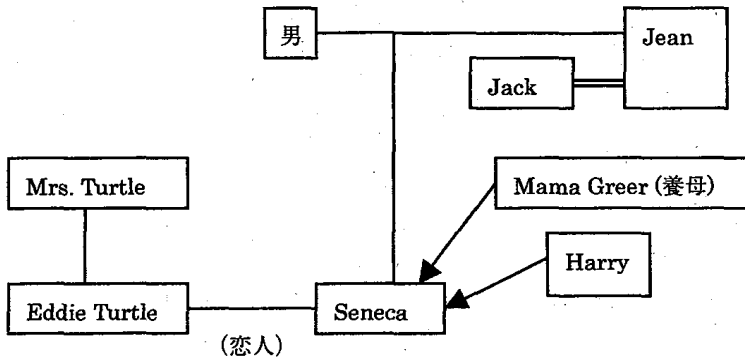 男
Jean
Jack
Mrs. Turtle
Mama Greer (養母)
Harry
Eddie Turtle
Seneca
(恋人)